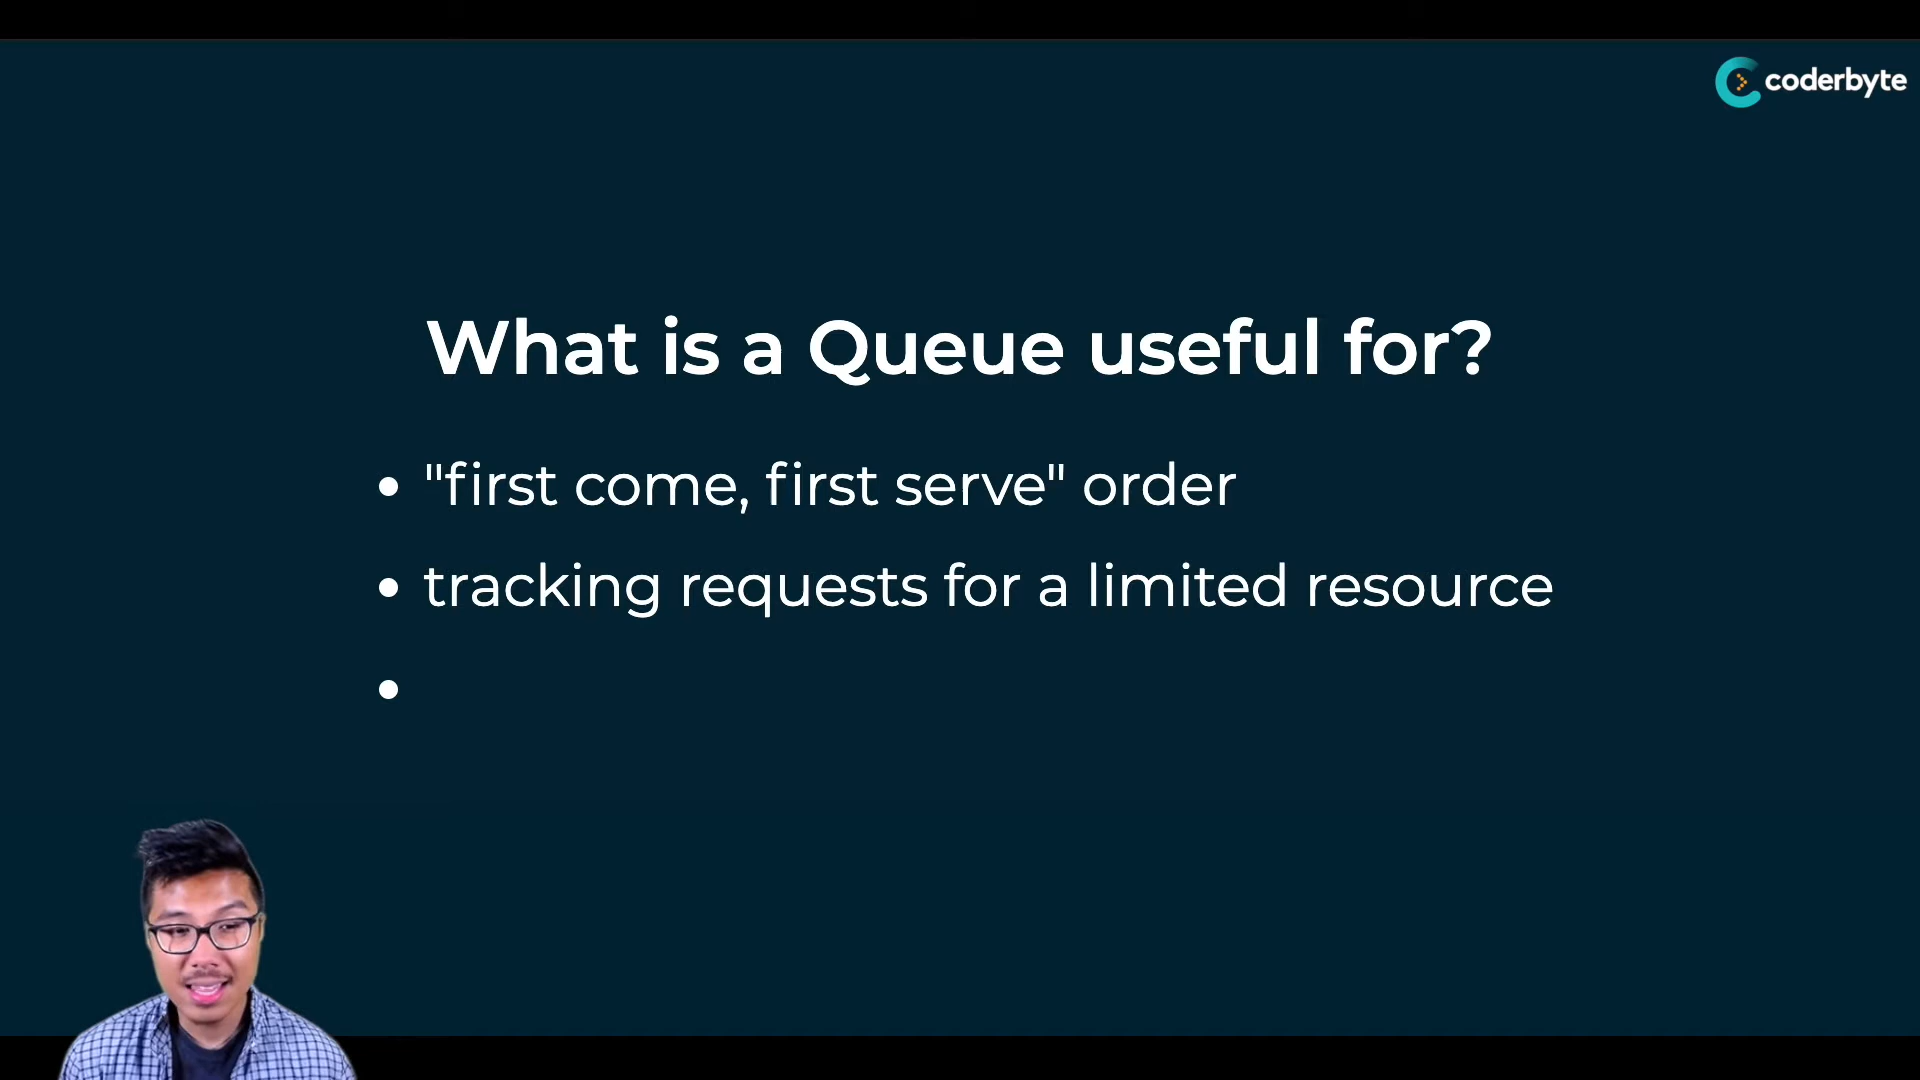 coderbyte
What is a Queue useful for?
• "first come, first serve" order
• tracking requests for a limited resource
•